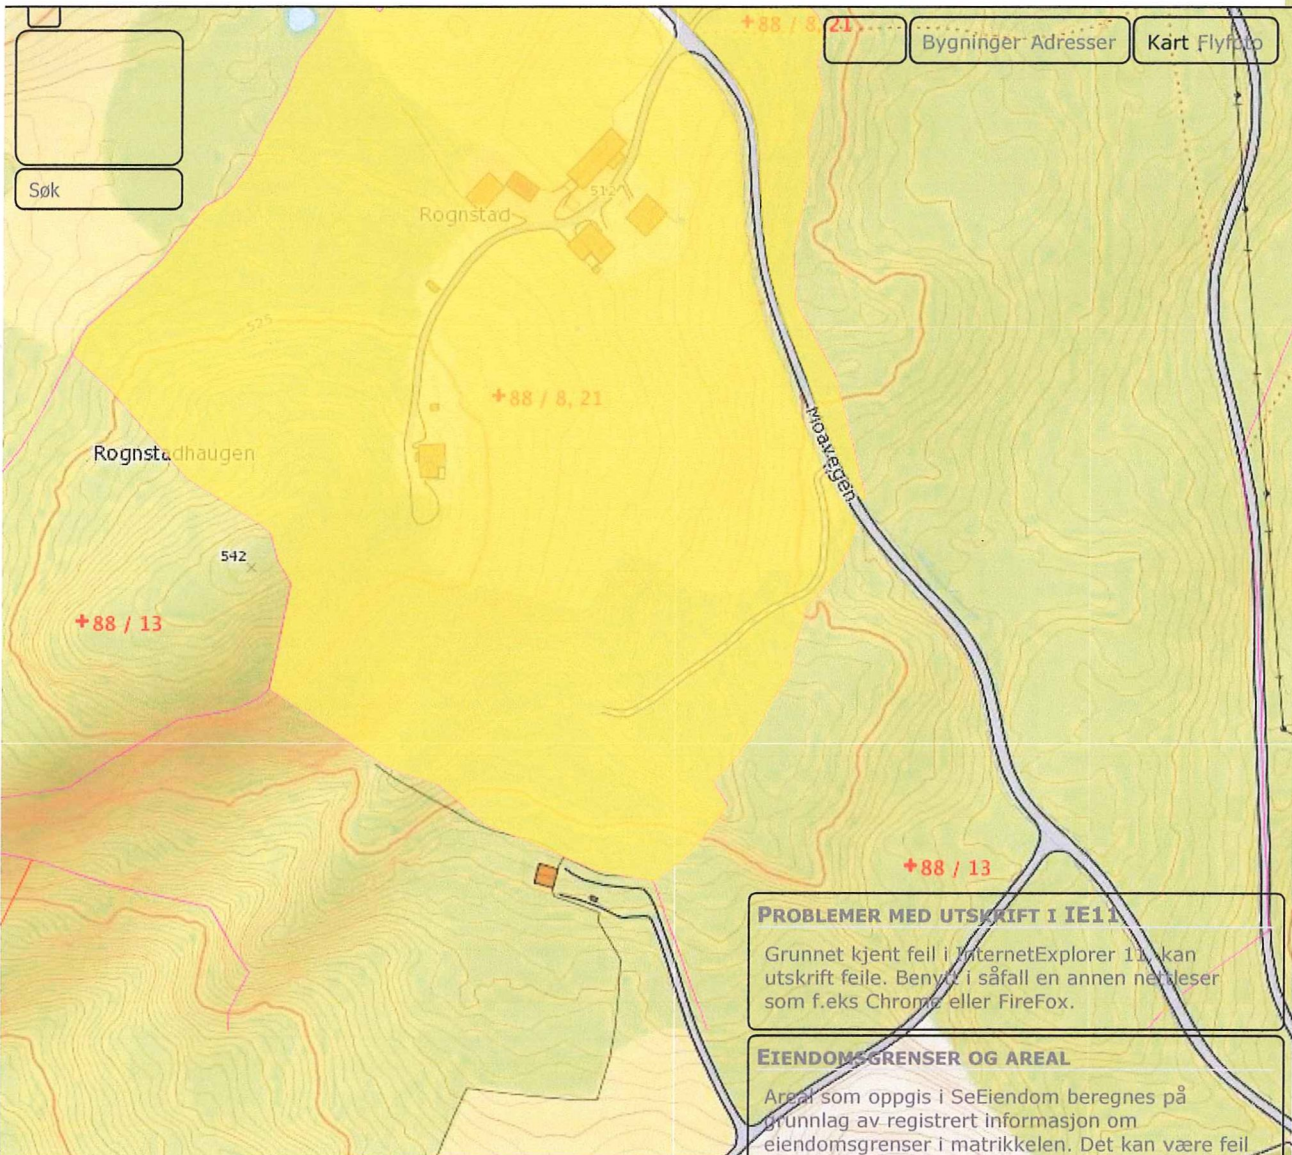 +88 / 8, 21
Bygninger Adresser
Kart Flyfoto
Søk
512
Rognstad
525
+88 / 8, 21
Moavegen
Rognstadhaugen
542
+88 / 13
+88 / 13
PROBLEMER MED UTSKRIFT I IE11
Grunnet kjent feil i InternetExplorer 11, kan
utskrift feile. Benytt i såfall en annen nettleser
som f.eks Chrome eller FireFox.
EIENDOMSGRENSER OG AREAL
Areal som oppgis i SeEiendom beregnes på
grunnlag av registrert informasjon om
eiendomsgrenser i matrikkelen. Det kan være feil